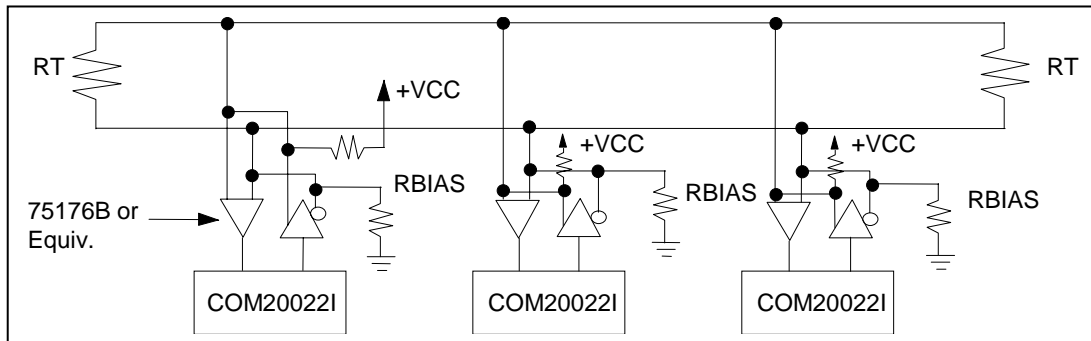 RT
RT
+VCC
+VCC
+VCC
RBIAS
RBIAS
RBIAS
75176B or
Equiv.
COM20022I
COM20022I
COM20022I